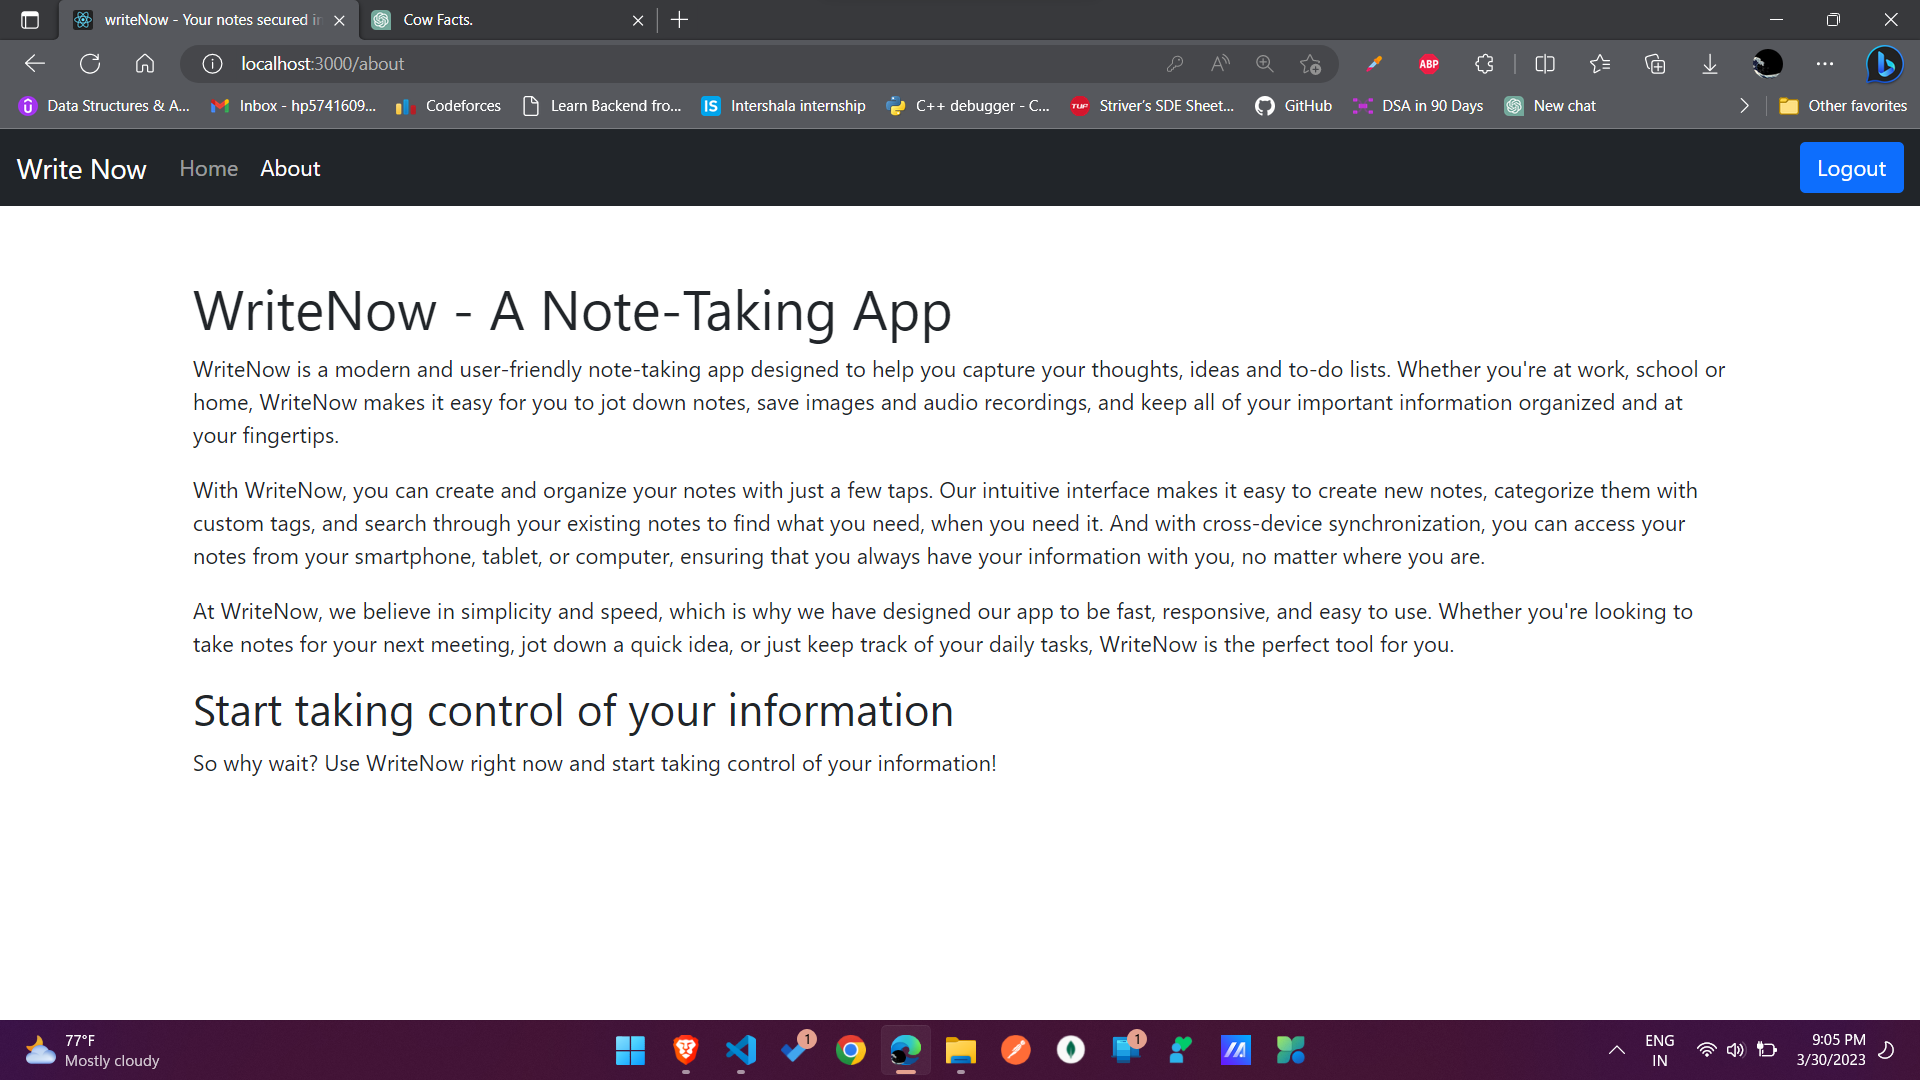 writeNow - Your notes secured in
Cow Facts.
localhost:3000/about
ABP
Data Structures & A...
Inbox - hp5741609...
Codeforces
Learn Backend fro...
IS
Intershala internship
C++ debugger - C...
TUF
Striver's SDE Sheet...
GitHub
DSA in 90 Days
New chat
Other favorites
Write Now
Home
About
Logout
WriteNow - A Note-Taking App
WriteNow is a modern and user-friendly note-taking app designed to help you capture your thoughts, ideas and to-do lists. Whether you're at work, school or
home, WriteNow makes it easy for you to jot down notes, save images and audio recordings, and keep all of your important information organized and at
your fingertips.
With WriteNow, you can create and organize your notes with just a few taps. Our intuitive interface makes it easy to create new notes, categorize them with
custom tags, and search through your existing notes to find what you need, when you need it. And with cross-device synchronization, you can access your
notes from your smartphone, tablet, or computer, ensuring that you always have your information with you, no matter where you are.
At WriteNow, we believe in simplicity and speed, which is why we have designed our app to be fast, responsive, and easy to use. Whether you're looking to
take notes for your next meeting, jot down a quick idea, or just keep track of your daily tasks, WriteNow is the perfect tool for you.
Start taking control of your information
So why wait? Use WriteNow right now and start taking control of your information!
77°F
Mostly cloudy
1
1
ENG
IN
9:05 PM
3/30/2023